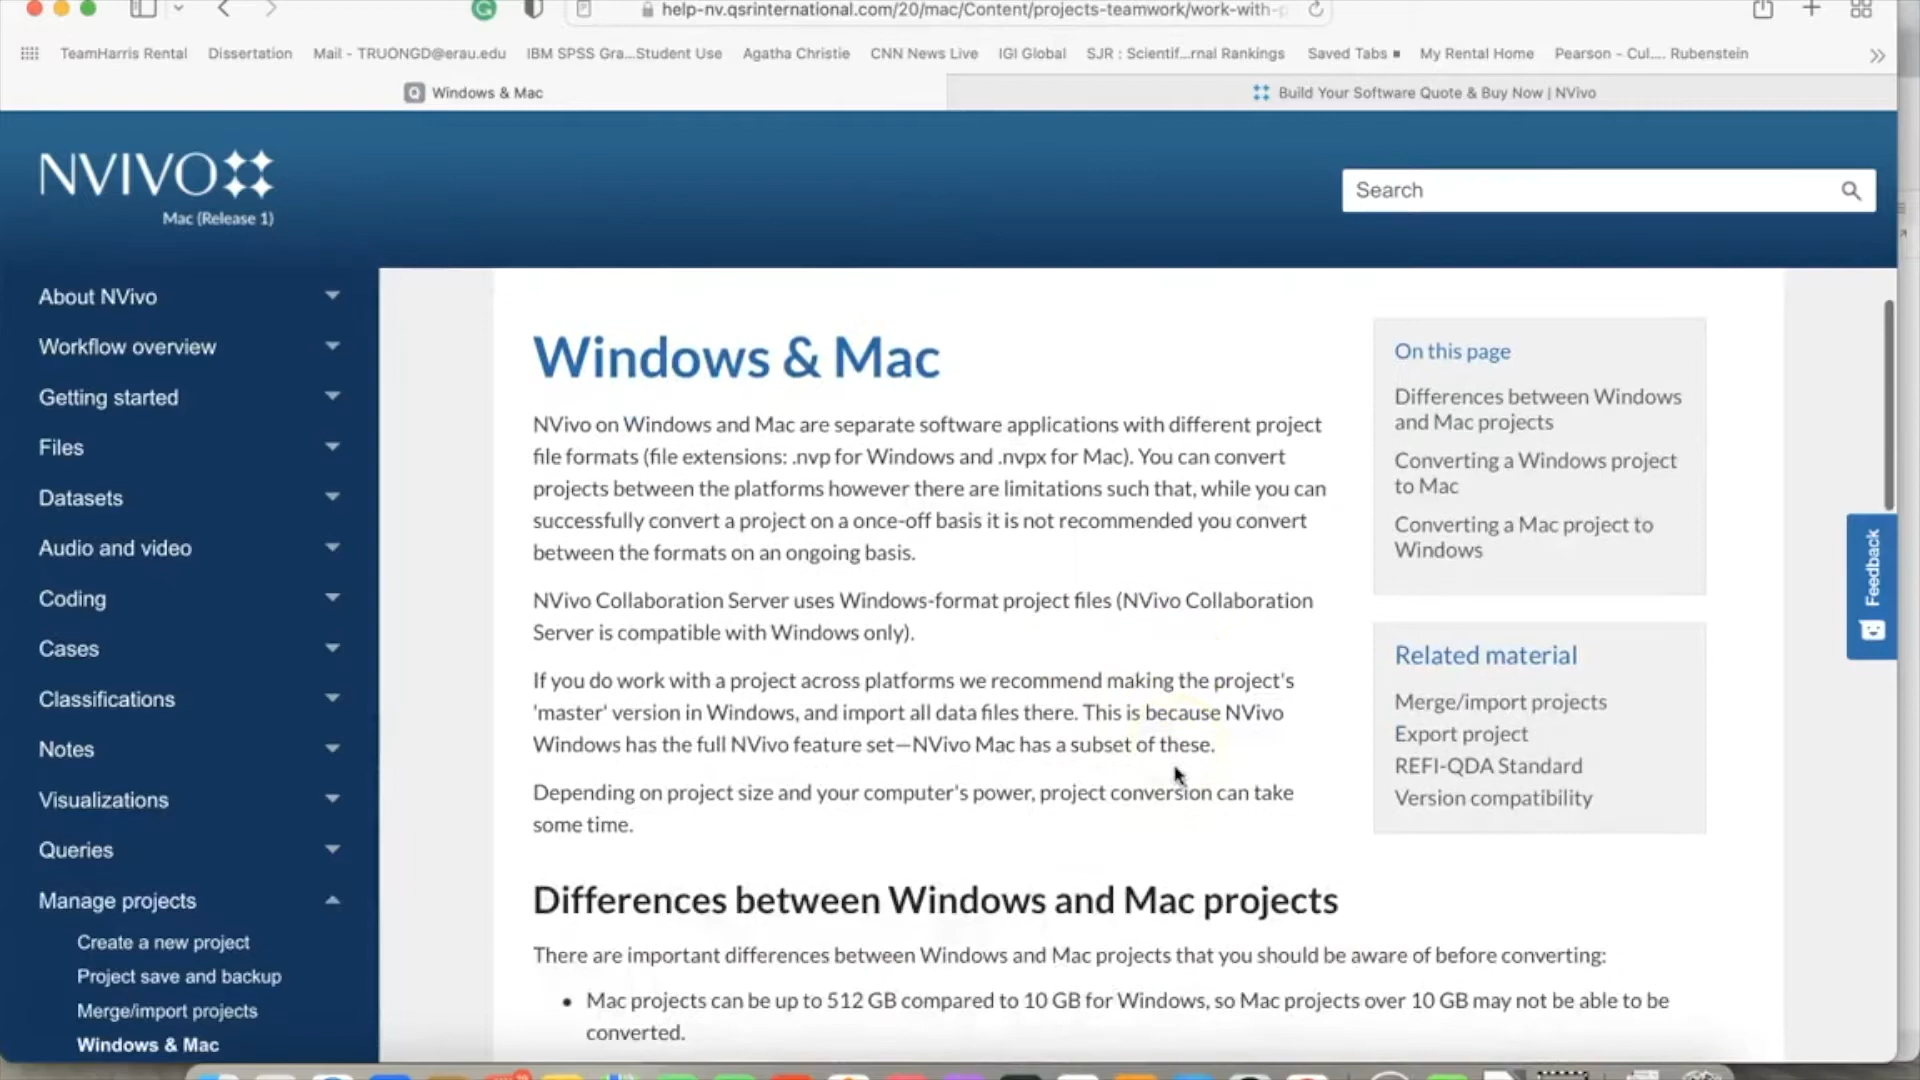 help-nv.qsrinternational.com/20/mac/Content/projects-teamwork/work-with-p
TeamHarris Rental Dissertation Mail - TRUONGD@erau.edu IBM SPSS Gra...Student Use Agatha Christie CNN News Live IGI Global SJR : Scientif...rnal Rankings Saved Tabs My Rental Home Pearson - Cul.... Rubenstein
Windows & Mac
Build Your Software Quote & Buy Now | NVivo
NVIVO
Mac (Release 1)
Search
About NVivo
Workflow overview
Getting started
Files
Datasets
Audio and video
Coding
Cases
Classifications
Notes
Visualizations
Queries
Manage projects
Create a new project
Project save and backup
Merge/import projects
Windows & Mac
Windows & Mac
NVivo on Windows and Mac are separate software applications with different project
file formats (file extensions: .nvp for Windows and .nvpx for Mac). You can convert
projects between the platforms however there are limitations such that, while you can
successfully convert a project on a once-off basis it is not recommended you convert
between the formats on an ongoing basis.
NVivo Collaboration Server uses Windows-format project files (NVivo Collaboration
Server is compatible with Windows only).
If you do work with a project across platforms we recommend making the project's
'master' version in Windows, and import all data files there. This is because NVivo
Windows has the full NVivo feature set—NVivo Mac has a subset of these.
Depending on project size and your computer's power, project conversion can take
some time.
Differences between Windows and Mac projects
There are important differences between Windows and Mac projects that you should be aware of before converting:
• Mac projects can be up to 512 GB compared to 10 GB for Windows, so Mac projects over 10 GB may not be able to be
converted.
On this page
Differences between Windows
and Mac projects
Converting a Windows project
to Mac
Converting a Mac project to
Windows
Related material
Merge/import projects
Export project
REFI-QDA Standard
Version compatibility
Feedback